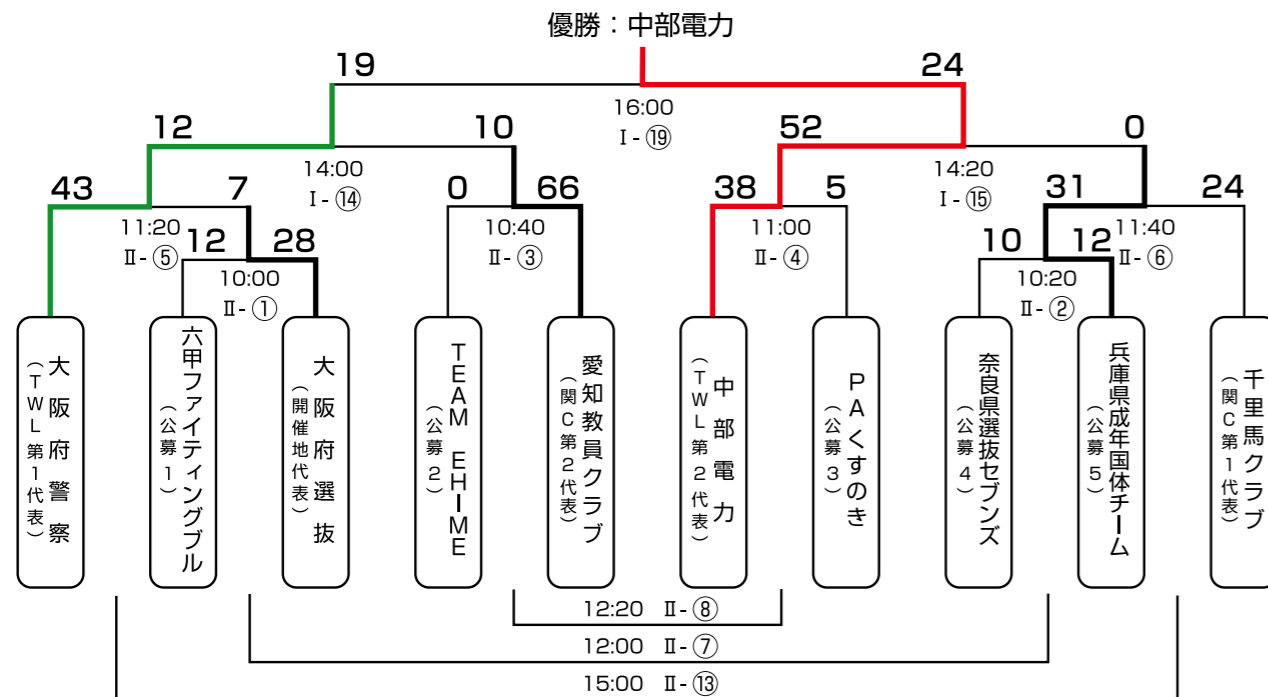 優勝：中部電力
19
24
16:00
Ⅰ-⑲
12
10
52
0
14:00
Ⅰ-⑭
14:20
Ⅰ-⑮
43
7
0
66
38
5
31
24
11:20
Ⅱ-⑤
10:40
Ⅱ-③
11:00
Ⅱ-④
11:40
Ⅱ-⑥
12
28
10
12
10:00
Ⅱ-①
10:20
Ⅱ-②
大阪府警察
（TWL第1代表）
六甲ファイティングブル
（公募1）
大阪府選抜
（開催地代表）
TEAM EHIME
（公募2）
愛知教員クラブ
（関C第2代表）
中部電力
（TWL第2代表）
PAくすのき
（公募3）
奈良県選抜セブンズ
（公募4）
兵庫県成年国体チーム
（公募5）
千里馬クラブ
（関C第1代表）
12:20 Ⅱ-⑧
12:00 Ⅱ-⑦
15:00 Ⅱ-⑬